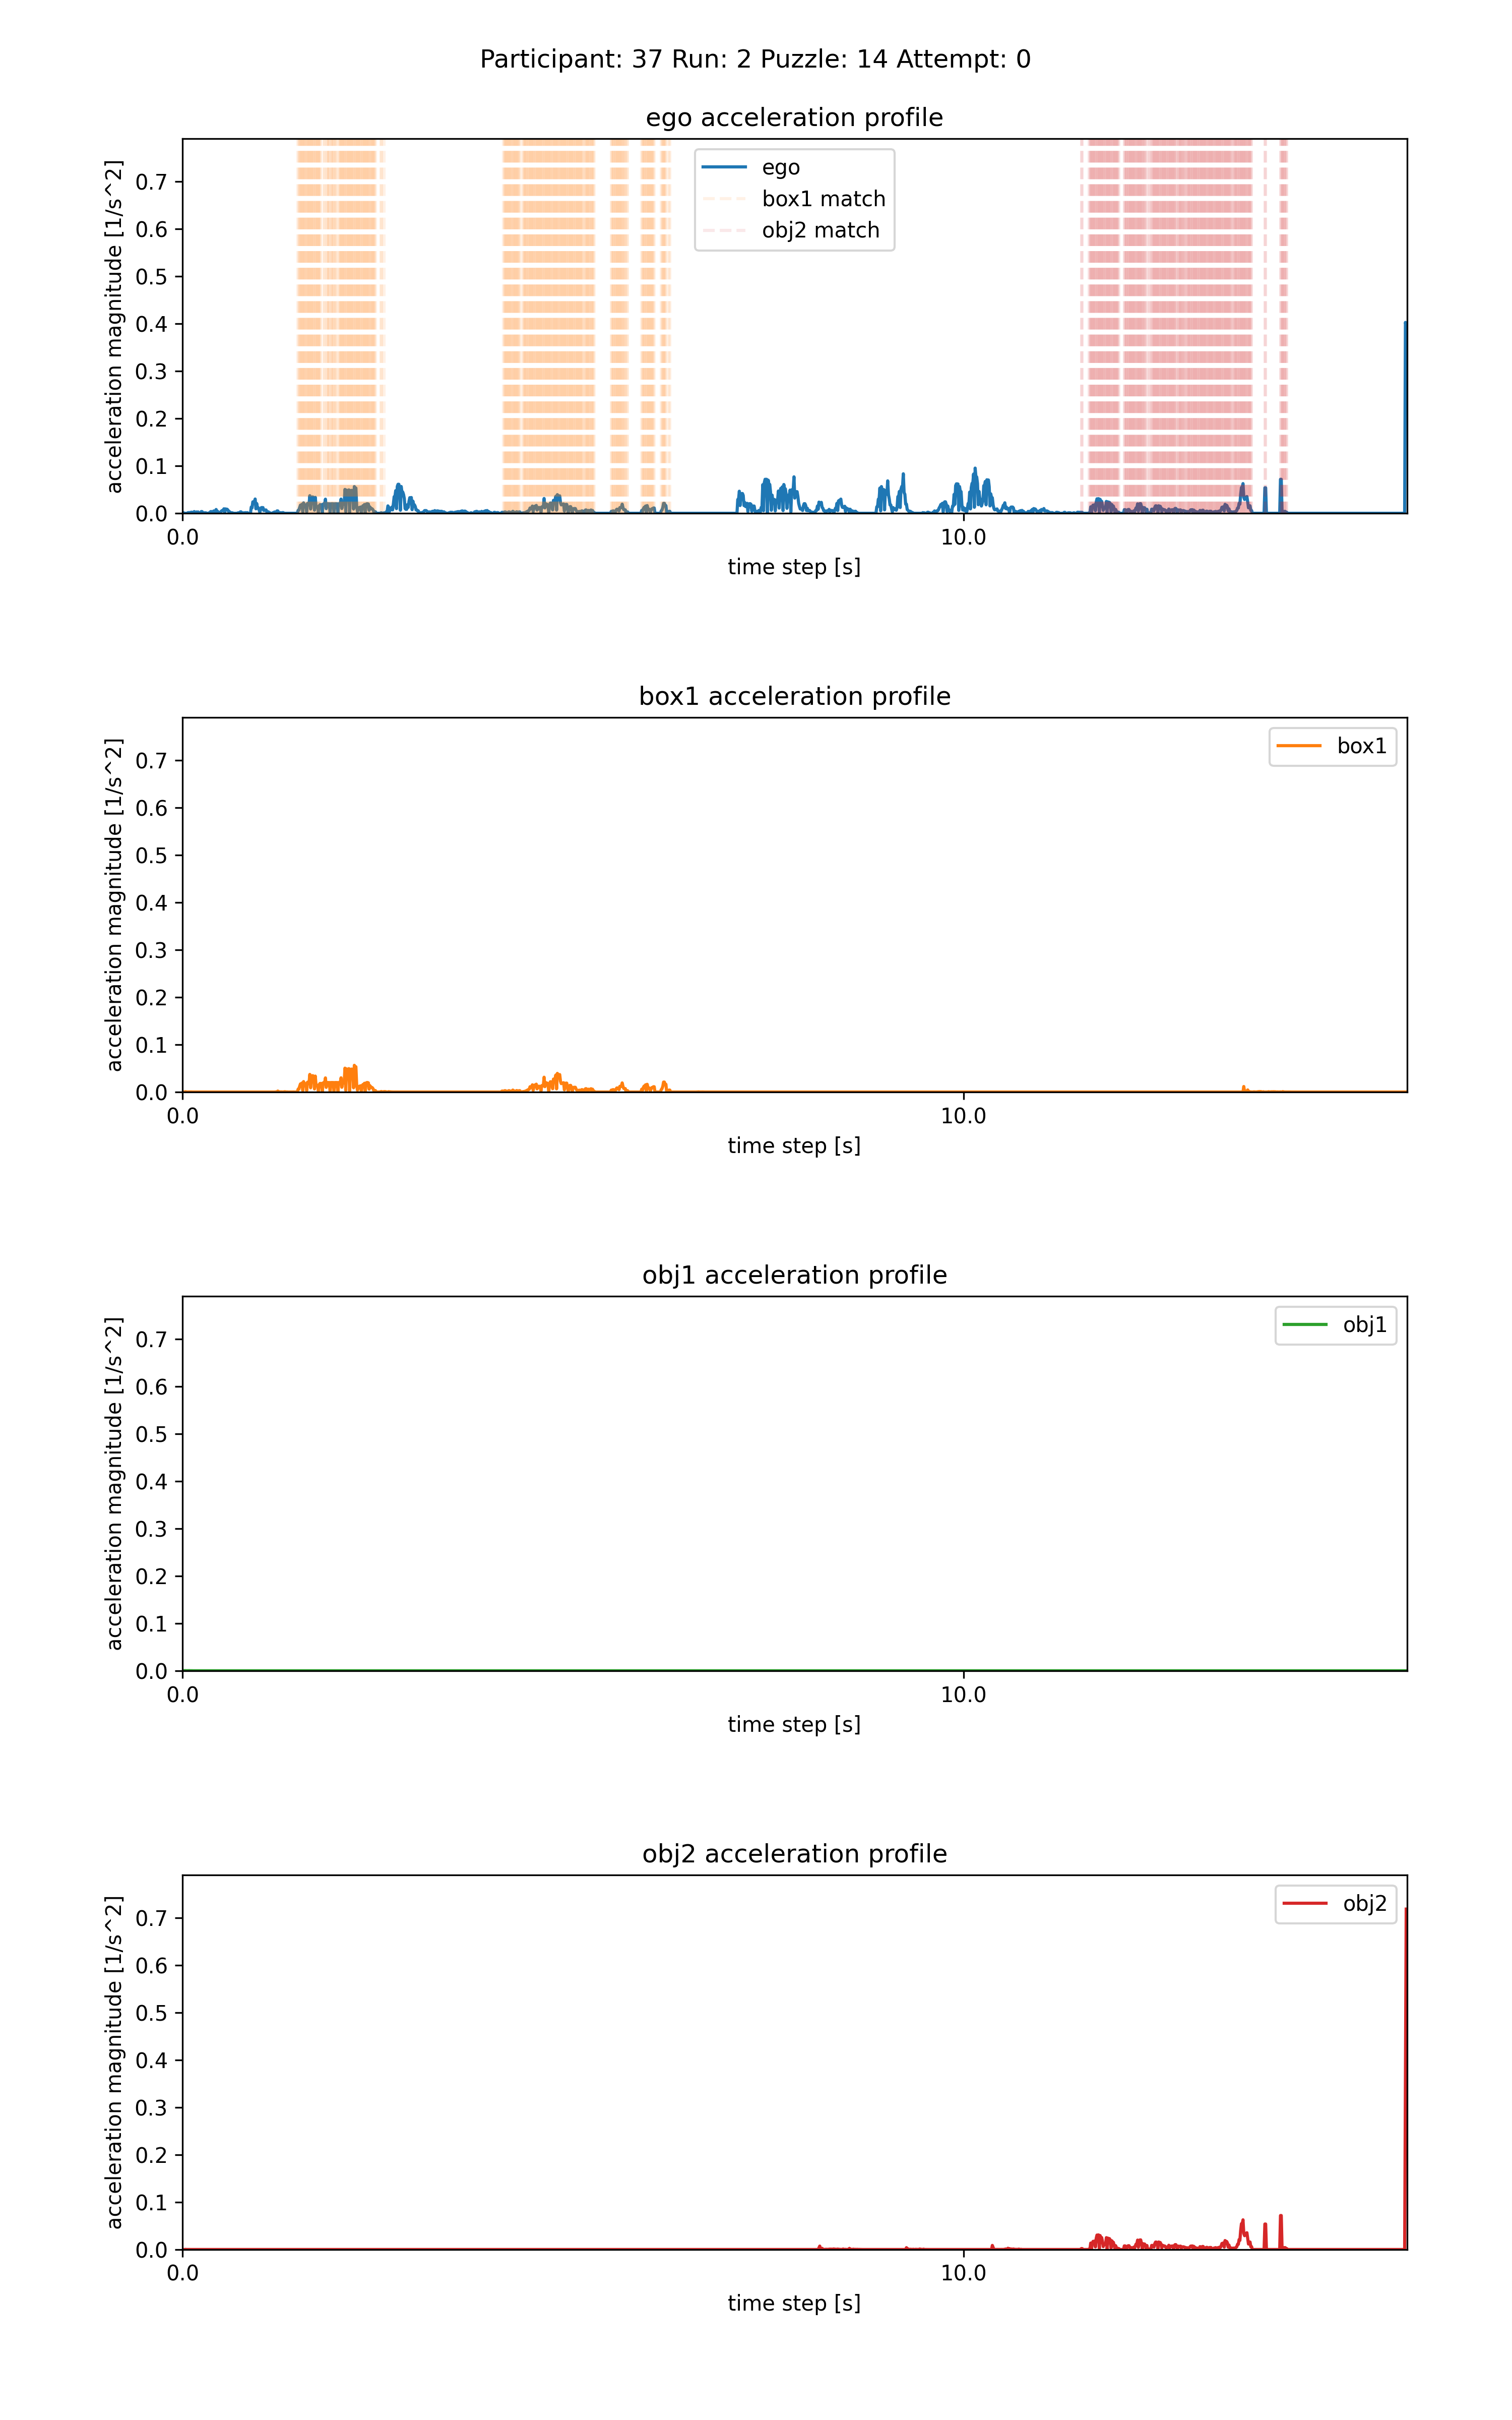 Participant: 37 Run: 2 Puzzle: 14 Attempt: 0
ego acceleration profile
acceleration magnitude [1/s^2]
0.7
0.6
0.5
0.4
0.3
0.2
0.1
0.0
ego
box1 match
obj2 match
0.0 10.0
time step [s]
box1 acceleration profile
acceleration magnitude [1/s^2]
0.7
0.6
0.5
0.4
0.3
0.2
0.1
0.0
box1
0.0 10.0
time step [s]
obj1 acceleration profile
acceleration magnitude [1/s^2]
0.7
0.6
0.5
0.4
0.3
0.2
0.1
0.0
obj1
0.0 10.0
time step [s]
obj2 acceleration profile
acceleration magnitude [1/s^2]
0.7
0.6
0.5
0.4
0.3
0.2
0.1
0.0
obj2
0.0 10.0
time step [s]